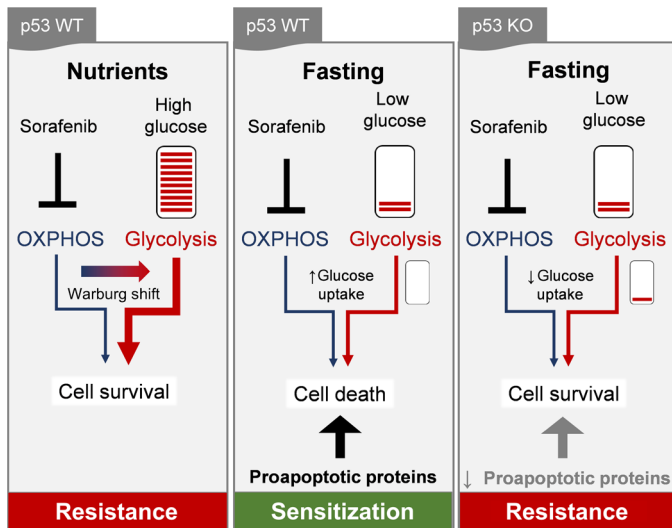 p53 WT
Nutrients
Sorafenib
High
glucose
OXPHOS
Glycolysis
Warburg shift
Cell survival
Resistance
p53 WT
Fasting
Sorafenib
Low
glucose
OXPHOS
Glycolysis
↑Glucose
uptake
Cell death
Proapoptotic proteins
Sensitization
p53 KO
Fasting
Sorafenib
Low
glucose
OXPHOS
Glycolysis
↓Glucose
uptake
Cell survival
↓ Proapoptotic proteins
Resistance